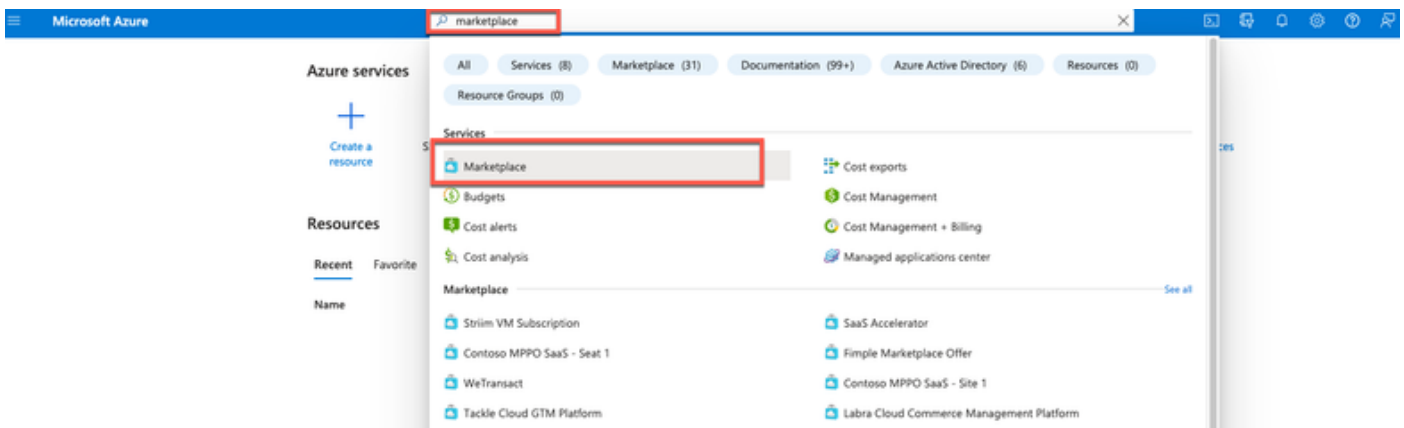 Microsoft Azure
marketplace
Azure services
Create a
resource
S
ces
Resources
Recent Favorite
Name
All Services (8) Marketplace (31) Documentation (99+) Azure Active Directory (6) Resources (0)
Resource Groups (0)
Services
Marketplace Cost exports
Budgets Cost Management
Cost alerts Cost Management + Billing
Cost analysis Managed applications center
Marketplace See all
Striim VM Subscription SaaS Accelerator
Contoso MPPO SaaS - Seat 1 Fimple Marketplace Offer
WeTransact Contoso MPPO SaaS - Site 1
Tackle Cloud GTM Platform Labra Cloud Commerce Management Platform